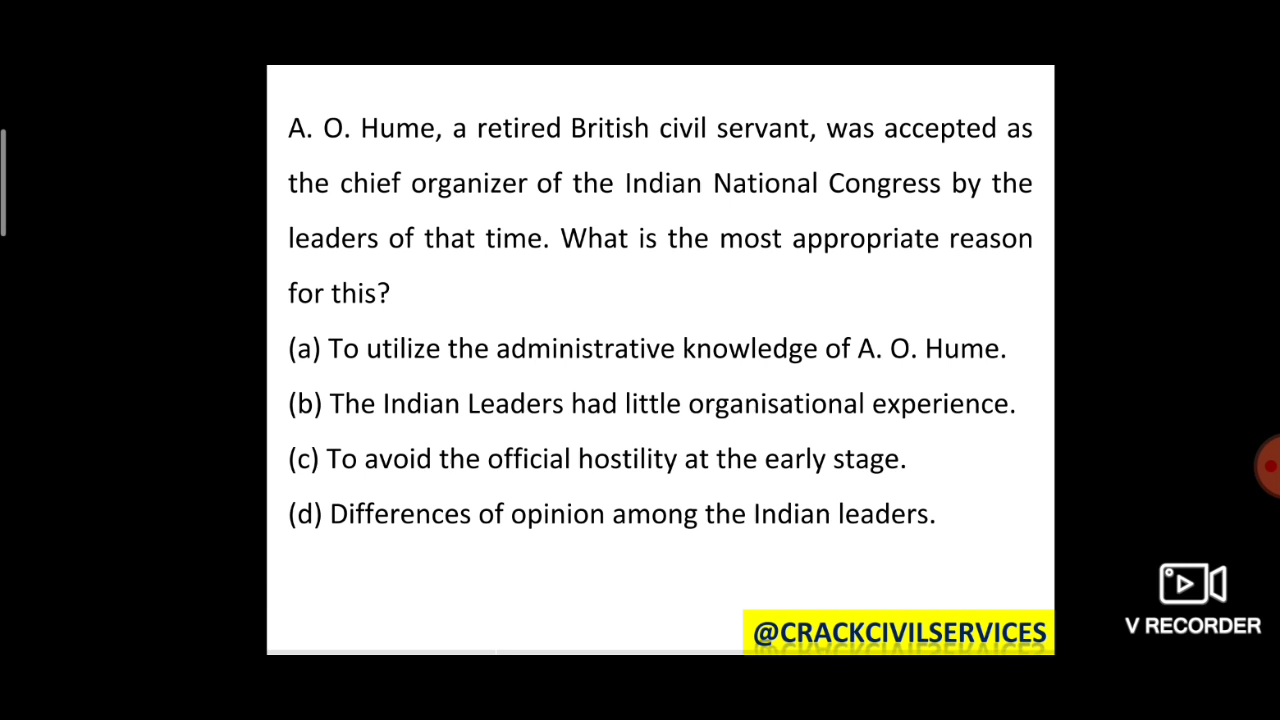 A. O. Hume, a retired British civil servant, was accepted as
the chief organizer of the Indian National Congress by the
leaders of that time. What is the most appropriate reason
for this?
(a) To utilize the administrative knowledge of A. O. Hume.
(b) The Indian Leaders had little organisational experience.
(c) To avoid the official hostility at the early stage.
(d) Differences of opinion among the Indian leaders.
@CRACKCIVILSERVICES
V RECORDER